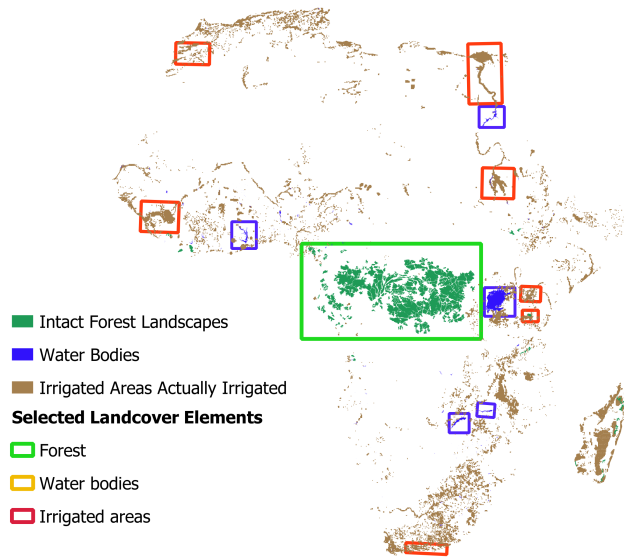 Intact Forest Landscapes
Water Bodies
Irrigated Areas Actually Irrigated
Selected Landcover Elements
Forest
Water bodies
Irrigated areas